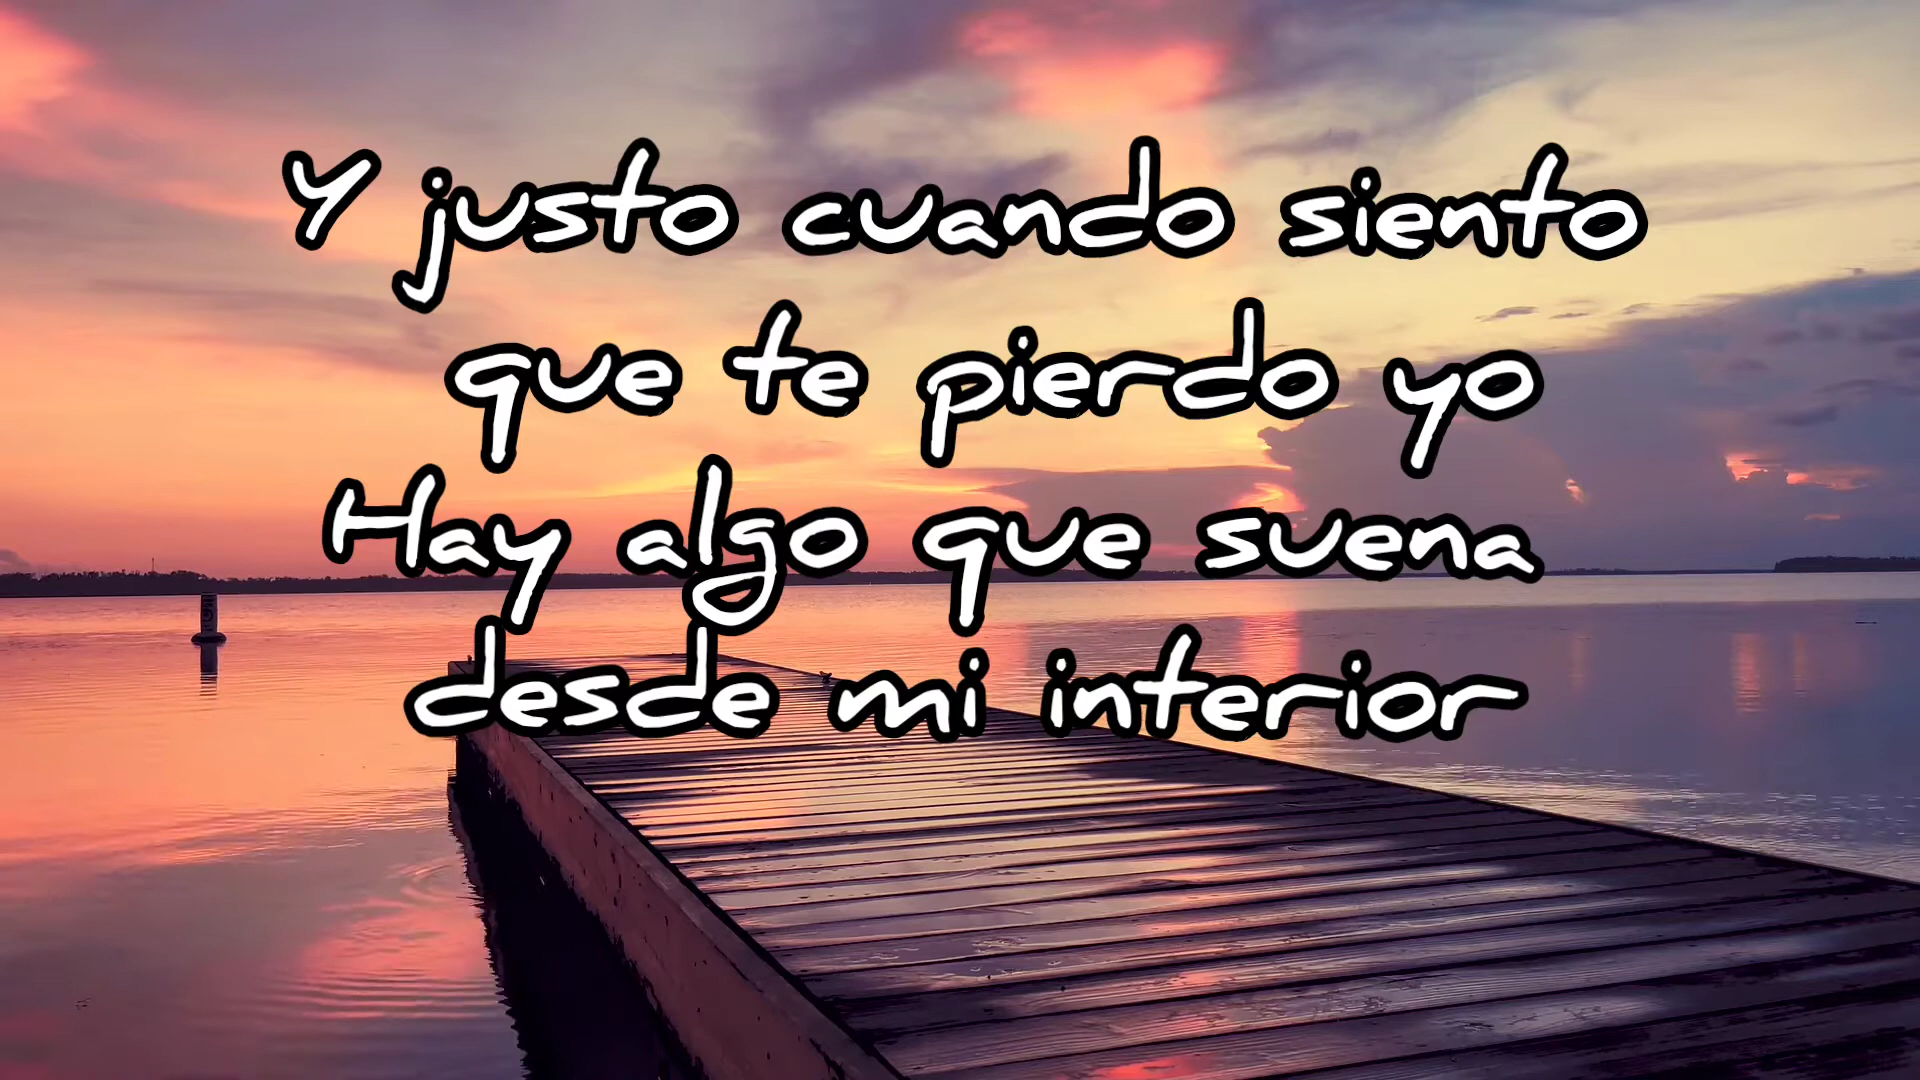 Y justo cuando siento
que te pierdo yo
Hay algo que suena
desde mi interior